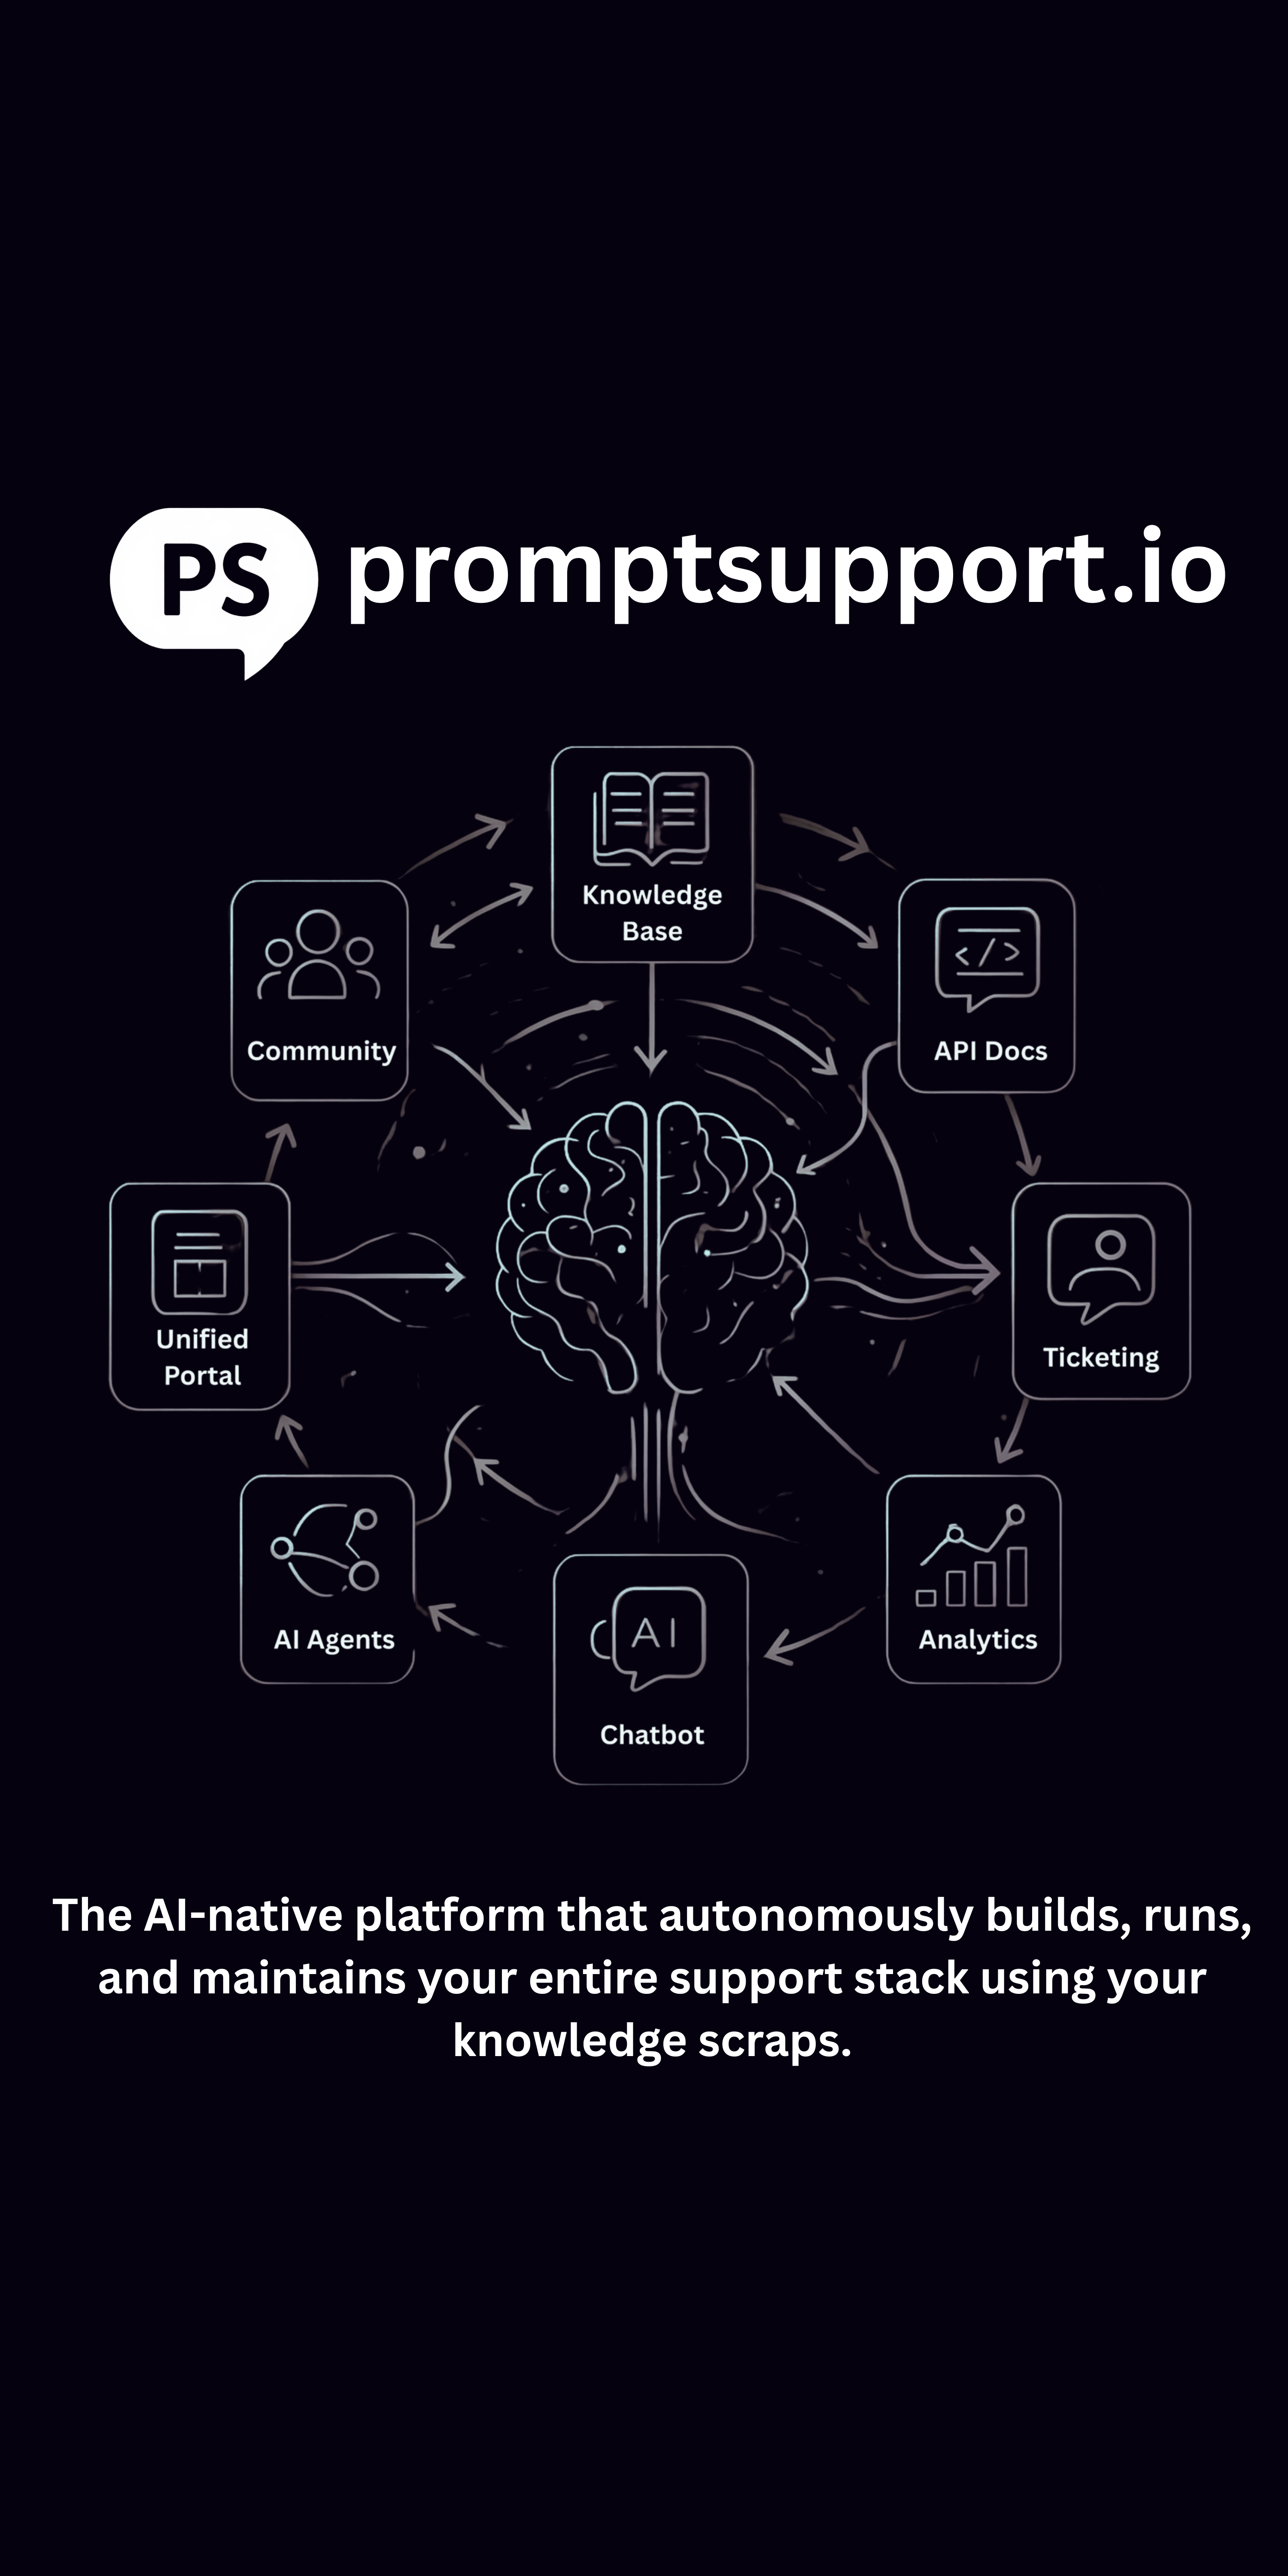 PS promptsupport.io
Knowledge
Base
</>
Community
API Docs
Unified
Portal
Ticketing
AI Agents
Analytics
AI
Chatbot
The AI-native platform that autonomously builds, runs,
and maintains your entire support stack using your
knowledge scraps.